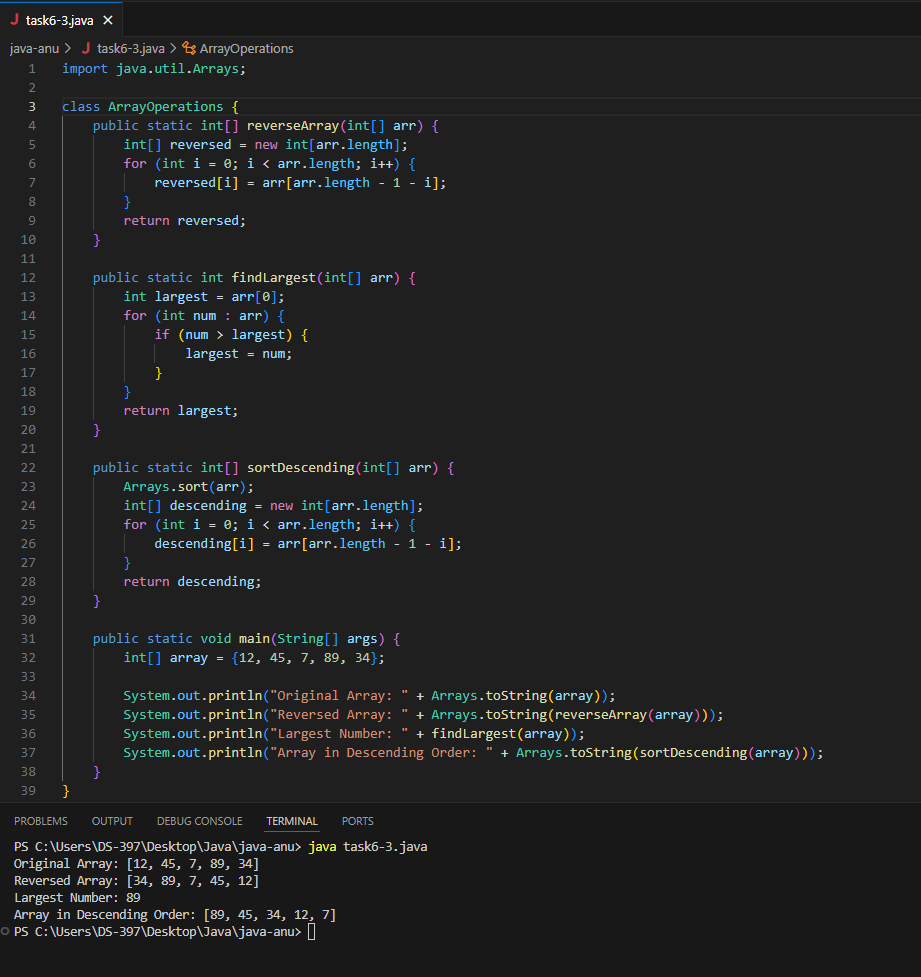 J task6-3.java ×
java-anu > J task6-3.java > ArrayOperations
1 import java.util.Arrays;
2
3 class ArrayOperations {
4     public static int[] reverseArray(int[] arr) {
5         int[] reversed = new int[arr.length];
6         for (int i = 0; i < arr.length; i++) {
7             reversed[i] = arr[arr.length - 1 - i];
8         }
9         return reversed;
10     }
11
12     public static int findLargest(int[] arr) {
13         int largest = arr[0];
14         for (int num : arr) {
15             if (num > largest) {
16                 largest = num;
17             }
18         }
19         return largest;
20     }
21
22     public static int[] sortDescending(int[] arr) {
23         Arrays.sort(arr);
24         int[] descending = new int[arr.length];
25         for (int i = 0; i < arr.length; i++) {
26             descending[i] = arr[arr.length - 1 - i];
27         }
28         return descending;
29     }
30
31     public static void main(String[] args) {
32         int[] array = {12, 45, 7, 89, 34};
33
34         System.out.println("Original Array: " + Arrays.toString(array));
35         System.out.println("Reversed Array: " + Arrays.toString(reverseArray(array)));
36         System.out.println("Largest Number: " + findLargest(array));
37         System.out.println("Array in Descending Order: " + Arrays.toString(sortDescending(array)));
38     }
39 }
PROBLEMS OUTPUT DEBUG CONSOLE TERMINAL PORTS
PS C:\Users\DS-397\Desktop\Java\java-anu> java task6-3.java
Original Array: [12, 45, 7, 89, 34]
Reversed Array: [34, 89, 7, 45, 12]
Largest Number: 89
Array in Descending Order: [89, 45, 34, 12, 7]
PS C:\Users\DS-397\Desktop\Java\java-anu>